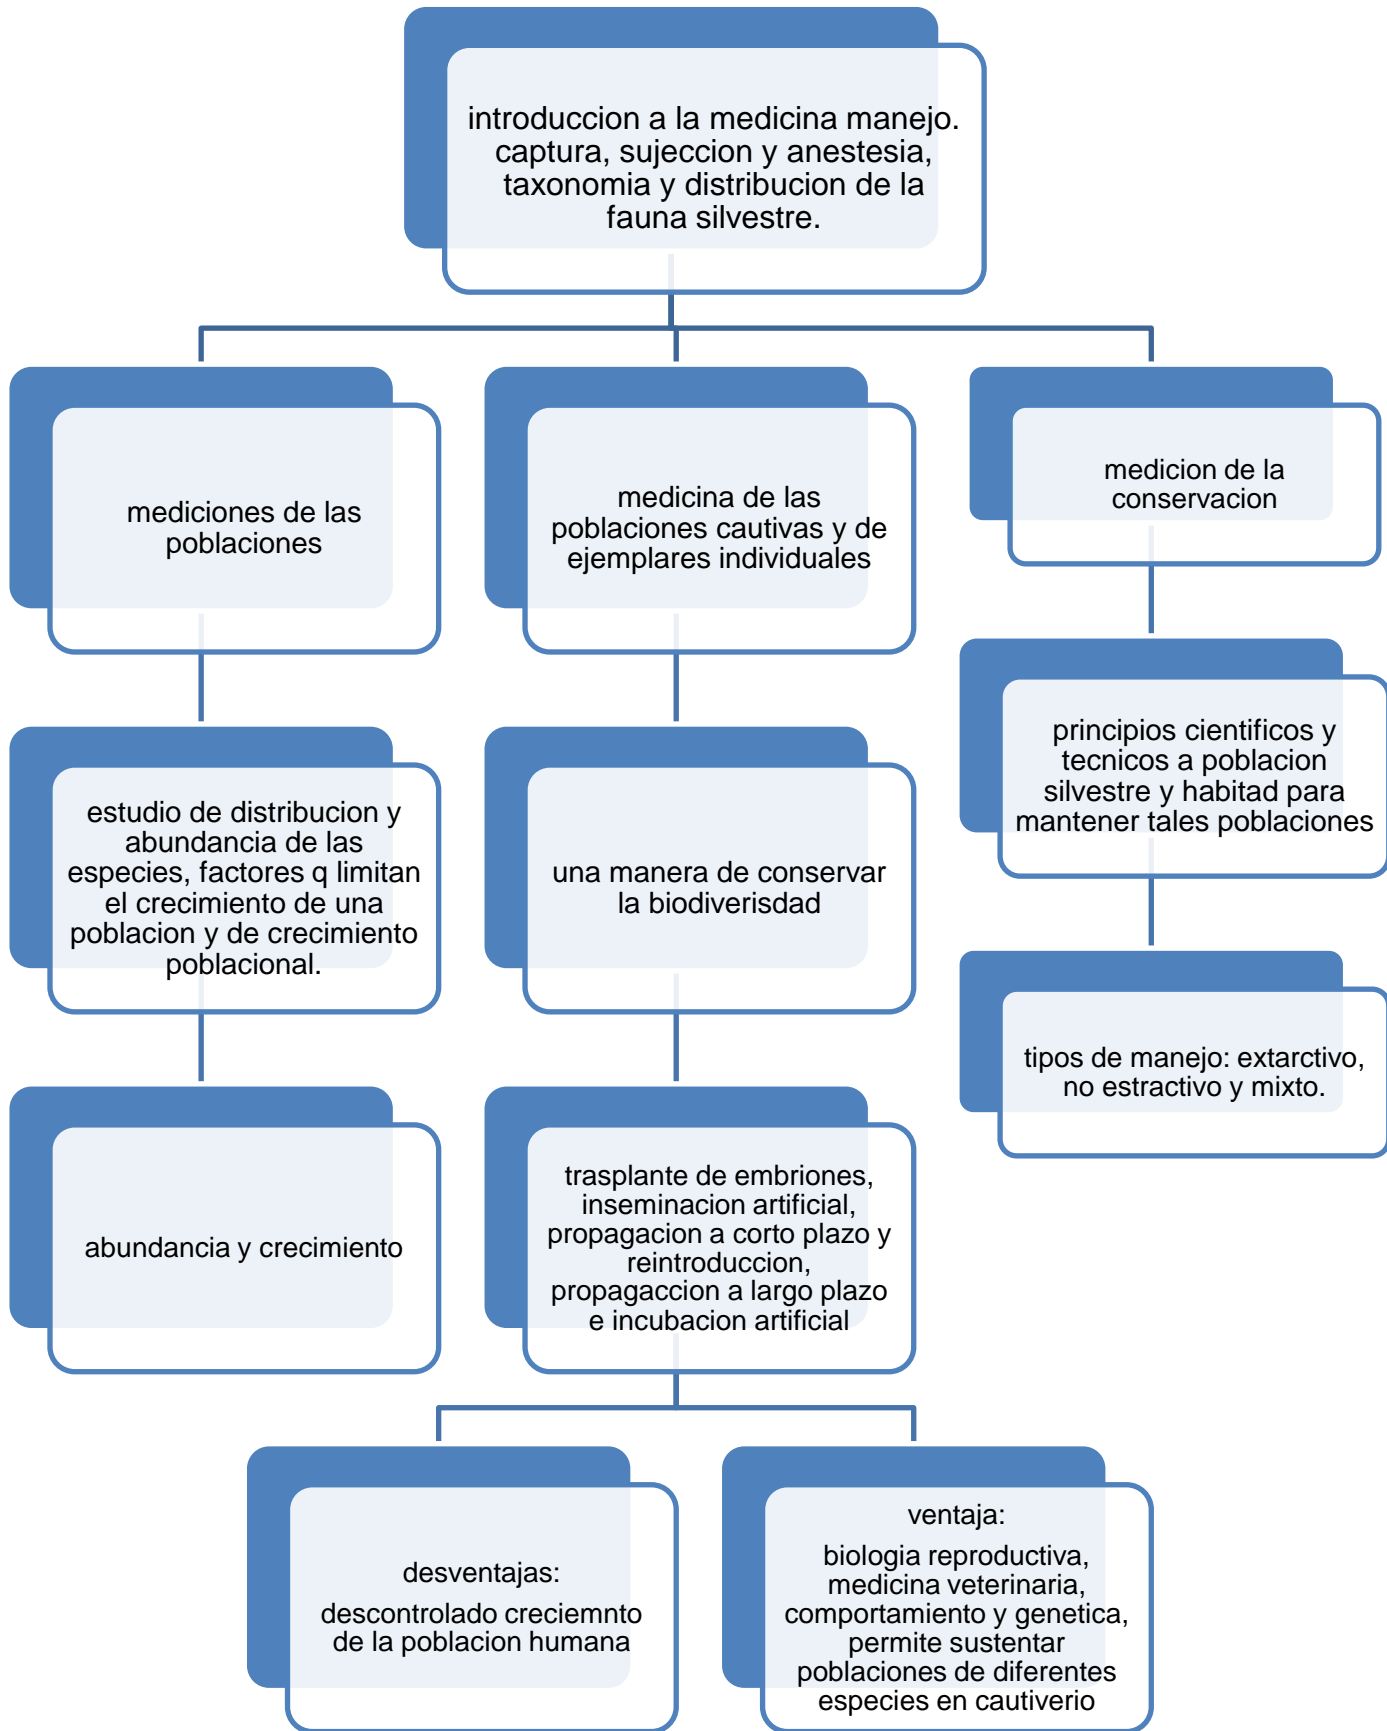 introduccion a la medicina manejo.
captura, sujeccion y anestesia,
taxonomia y distribucion de la
fauna silvestre.
mediciones de las
poblaciones
medicina de las
poblaciones cautivas y de
ejemplares individuales
medicion de la
conservacion
estudio de distribucion y
abundancia de las
especies, factores q limitan
el crecimiento de una
poblacion y de crecimiento
poblacional.
una manera de conservar
la biodiverisdad
principios cientificos y
tecnicos a poblacion
silvestre y habitad para
mantener tales poblaciones
abundancia y crecimiento
trasplante de embriones,
inseminacion artificial,
propagacion a corto plazo y
reintroduccion,
propagaccion a largo plazo
e incubacion artificial
tipos de manejo: extarctivo,
no estractivo y mixto.
desventajas:
descontrolado creciemnto
de la poblacion humana
ventaja:
biologia reproductiva,
medicina veterinaria,
comportamiento y genetica,
permite sustentar
poblaciones de diferentes
especies en cautiverio